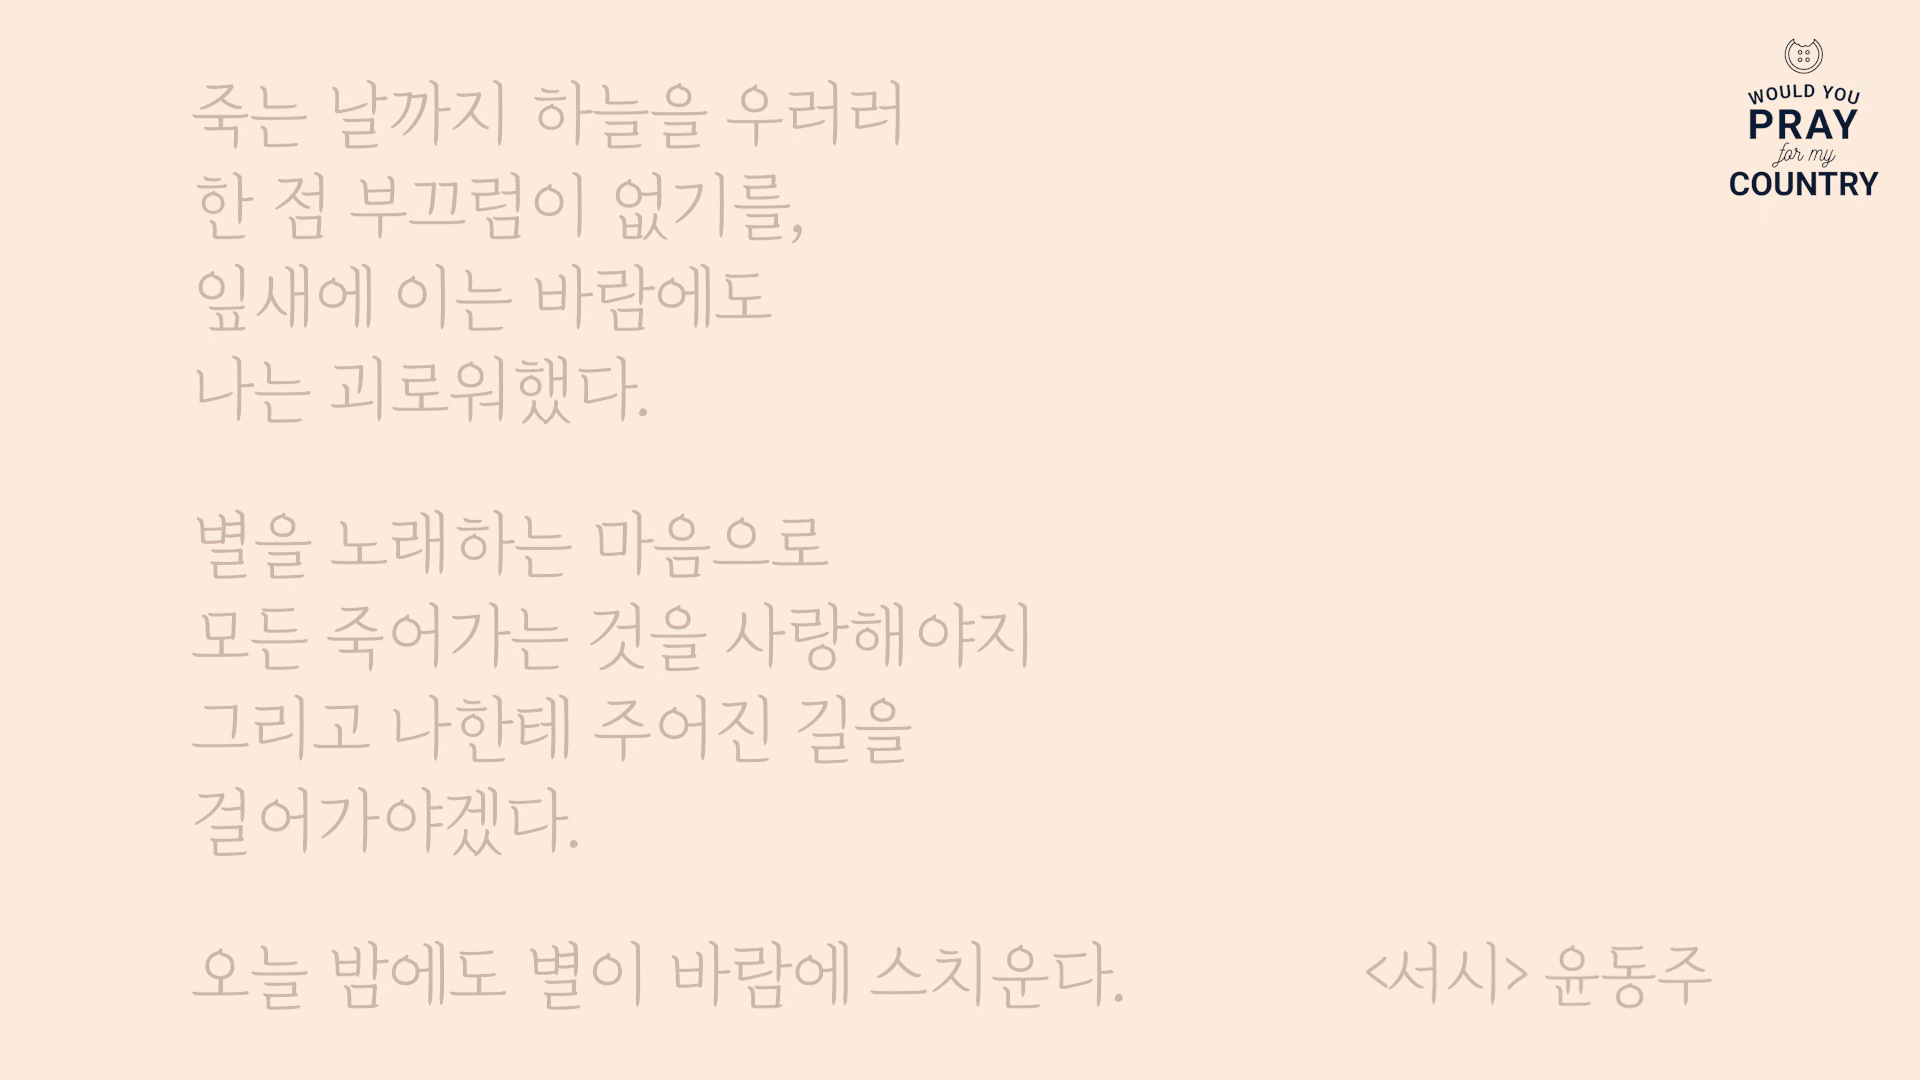 죽는 날까지 하늘을 우러러
한 점 부끄럼이 없기를,
잎새에 이는 바람에도
나는 괴로워했다.
별을 노래하는 마음으로
모든 죽어가는 것을 사랑해야지
그리고 나한테 주어진 길을
걸어가야겠다.
오늘 밤에도 별이 바람에 스치운다.
<서시> 윤동주
WOULD YOU
PRAY
for my
COUNTRY